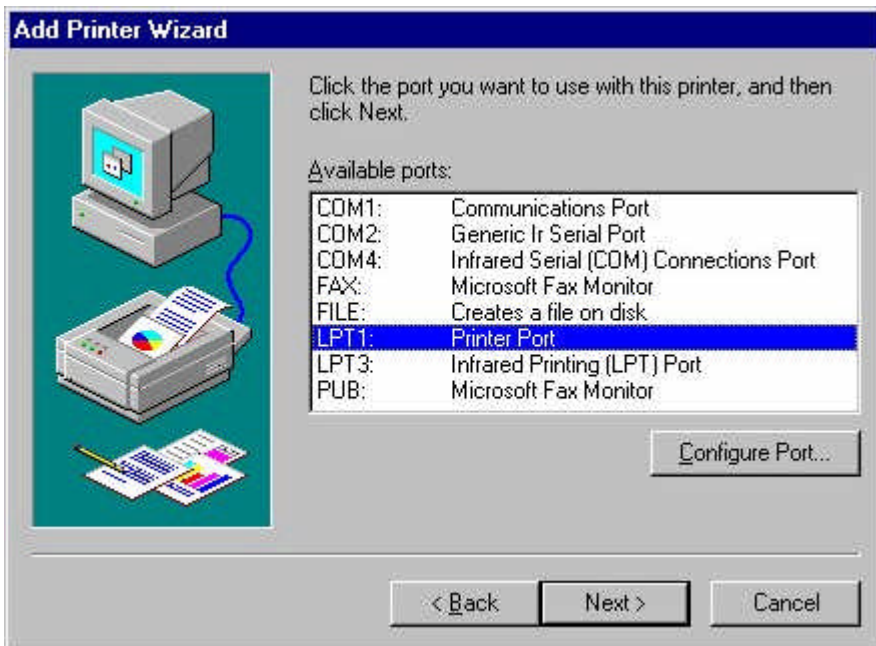 Add Printer Wizard
Click the port you want to use with this printer, and then
click Next.
Available ports:
COM1: Communications Port
COM2: Generic Ir Serial Port
COM4: Infrared Serial (COM) Connections Port
FAX: Microsoft Fax Monitor
FILE: Creates a file on disk
LPT1: Printer Port
LPT3: Infrared Printing (LPT) Port
PUB: Microsoft Fax Monitor
Configure Port...
< Back Next > Cancel